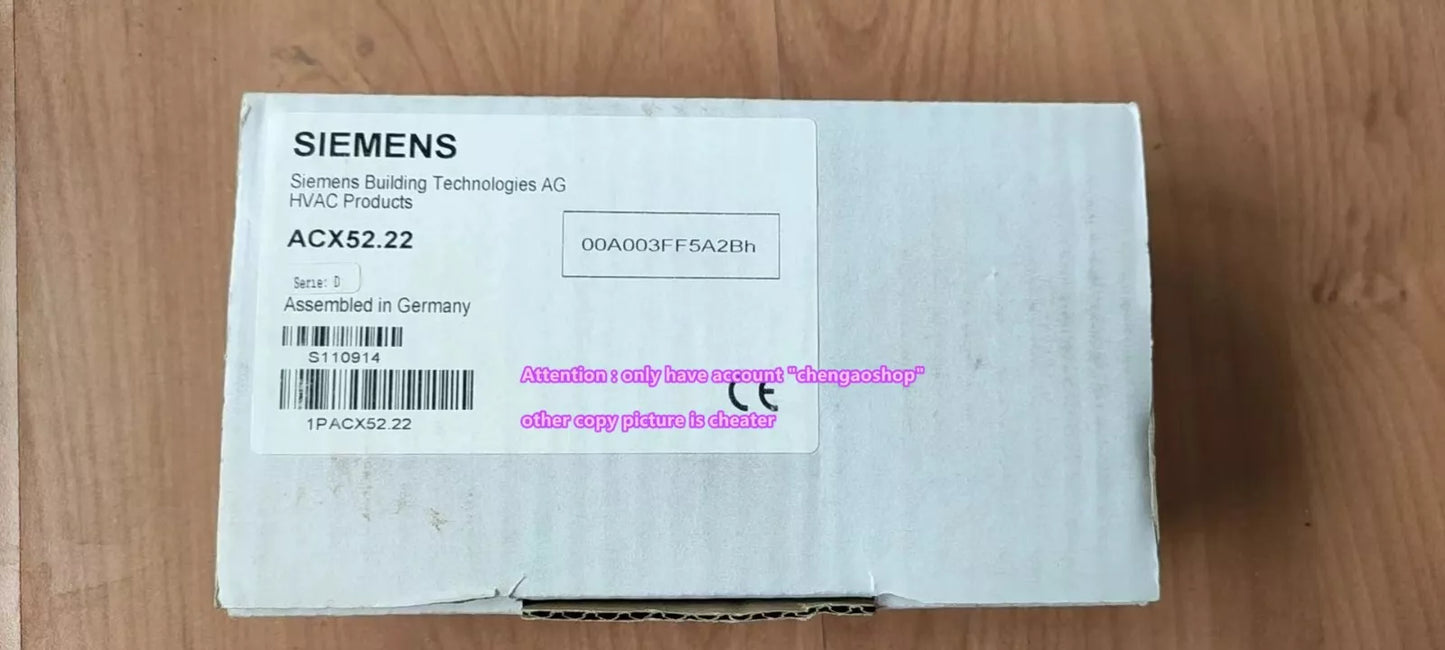 SIEMENS
Siemens Building Technologies AG
HVAC Products
ACX52.22
00A003FF5A2Bh
Serie: D
Assembled in Germany
S110914
Attention : only have account "chengaoshop"
CE
other copy picture is cheater
1PACX52.22